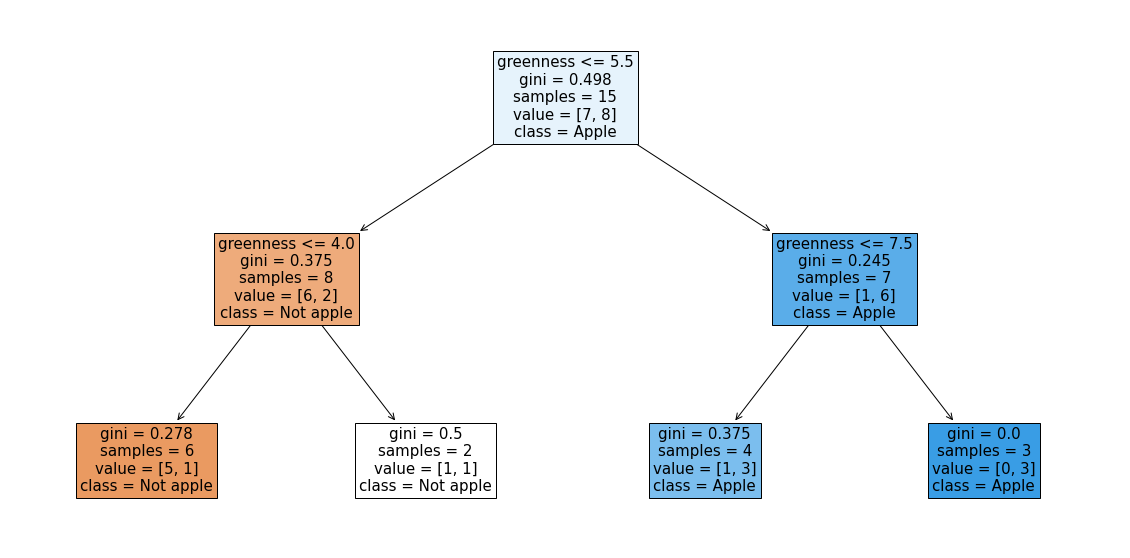 greenness <= 5.5
gini = 0.498
samples = 15
value = [7, 8]
class = Apple
greenness <= 4.0
gini = 0.375
samples = 8
value = [6, 2]
class = Not apple
greenness <= 7.5
gini = 0.245
samples = 7
value = [1, 6]
class = Apple
gini = 0.278
samples = 6
value = [5, 1]
class = Not apple
gini = 0.5
samples = 2
value = [1, 1]
class = Not apple
gini = 0.375
samples = 4
value = [1, 3]
class = Apple
gini = 0.0
samples = 3
value = [0, 3]
class = Apple